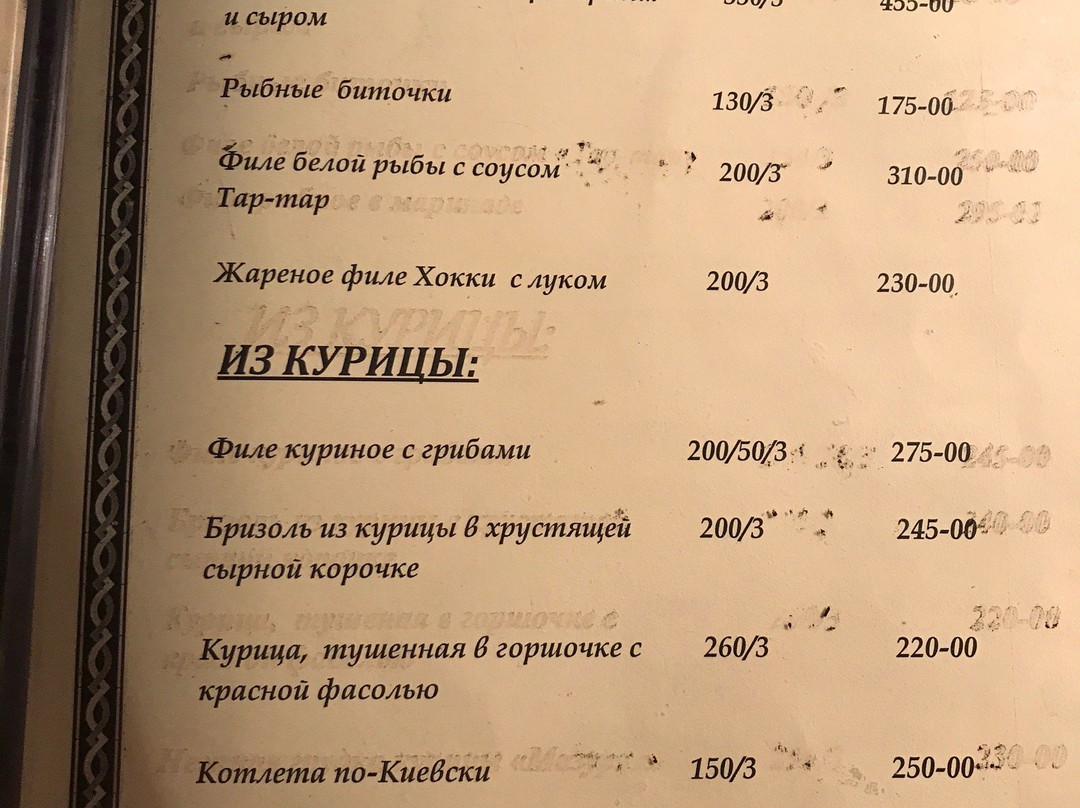 и сыром 455-00
Рыбные биточки 130/3 175-00
Филе белой рыбы с соусом 200/3 310-00
Тар-тар
Жареное филе Хокки с луком 200/3 230-00
ИЗ КУРИЦЫ:
Филе куриное с грибами 200/50/3 275-00
Бризоль из курицы в хрустящей 200/3 245-00
сырной корочке
Курица, тушенная в горшочке с 260/3 220-00
красной фасолью
Котлета по-Киевски 150/3 250-00